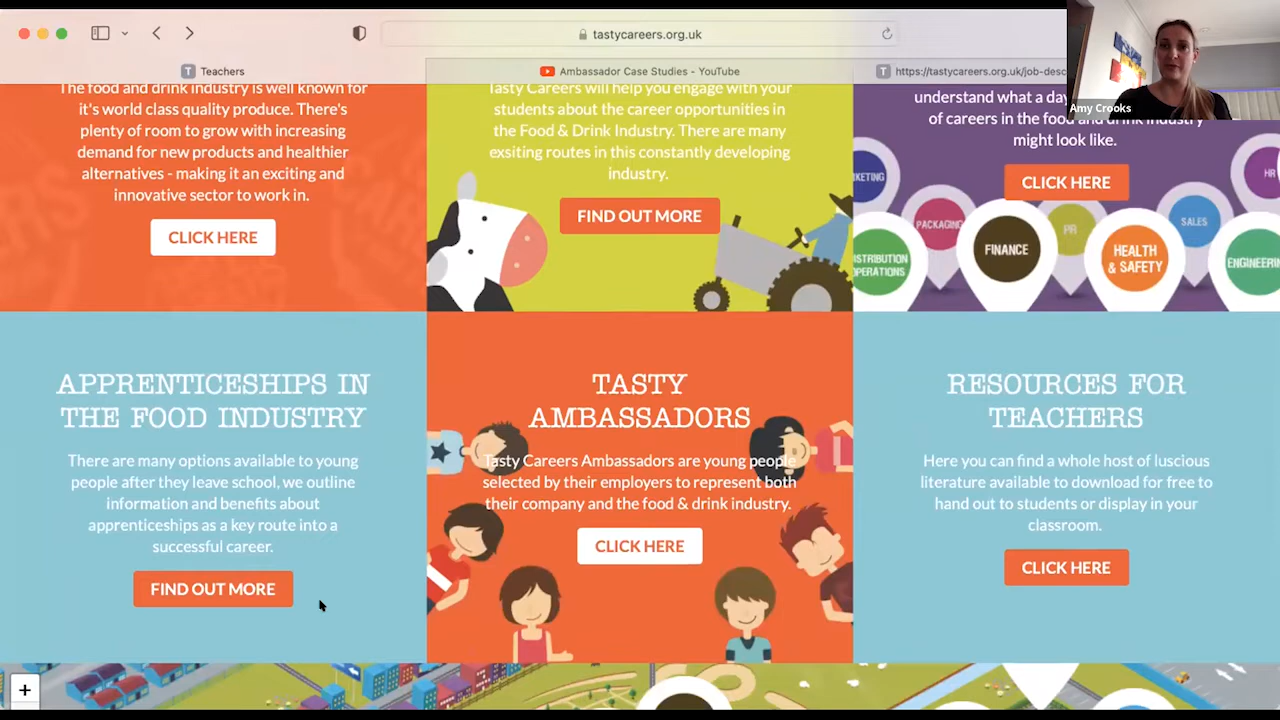 tastycareers.org.uk
T Teachers
Ambassador Case Studies - YouTube
T https://tastycareers.org.uk/job-desc
Amy Crooks
The food and drink industry is well known for
it's world class quality produce. There's
plenty of room to grow with increasing
demand for new products and healthier
alternatives - making it an exciting and
innovative sector to work in.
CLICK HERE
Tasty Careers will help you engage with your
students about the career opportunities in
the Food & Drink Industry. There are many
exsiting routes in this constantly developing
industry.
FIND OUT MORE
understand what a day
of careers in the food and drink industry
might look like.
CLICK HERE
RKETING
PACKAGING
PR
SALES
HR
ISTRIBUTION
OPERATIONS
FINANCE
HEALTH
& SAFETY
ENGINEERIN
APPRENTICESHIPS IN
THE FOOD INDUSTRY
There are many options available to young
people after they leave school, we outline
information and benefits about
apprenticeships as a key route into a
successful career.
FIND OUT MORE
TASTY
AMBASSADORS
Tasty Careers Ambassadors are young people
selected by their employers to represent both
their company and the food & drink industry.
CLICK HERE
RESOURCES FOR
TEACHERS
Here you can find a whole host of luscious
literature available to download for free to
hand out to students or display in your
classroom.
CLICK HERE
+